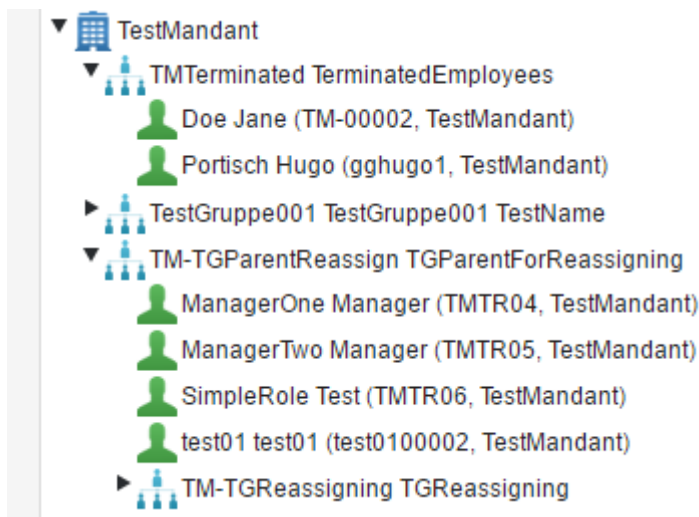 TestMandant
TMTerminated TerminatedEmployees
Doe Jane (TM-00002, TestMandant)
Portisch Hugo (gghugo1, TestMandant)
TestGruppe001 TestGruppe001 TestName
TM-TGParentReassign TGParentForReassigning
ManagerOne Manager (TMTR04, TestMandant)
ManagerTwo Manager (TMTR05, TestMandant)
SimpleRole Test (TMTR06, TestMandant)
test01 test01 (test0100002, TestMandant)
TM-TGReassigning TGReassigning